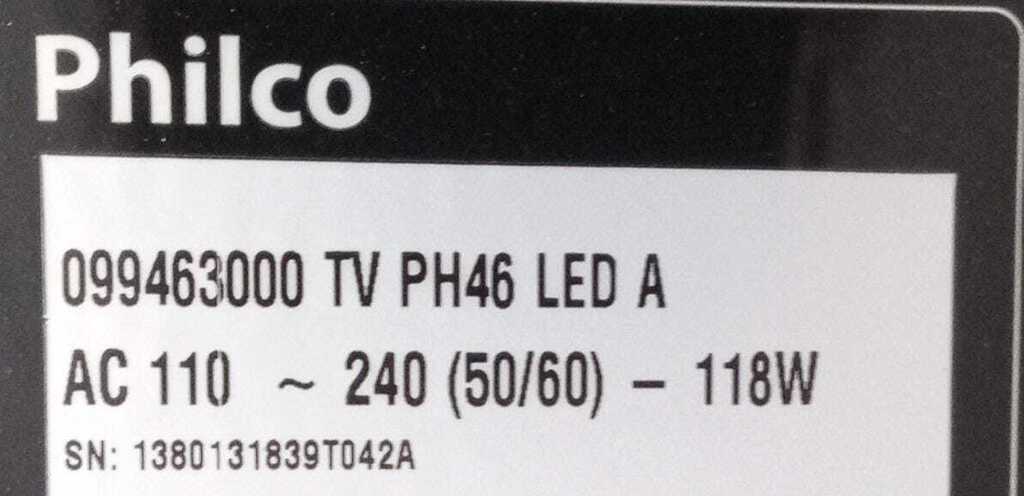 Philco
099463000 TV PH46 LED A
AC 110 ~ 240 (50/60) – 118W
SN: 1380131839T042A